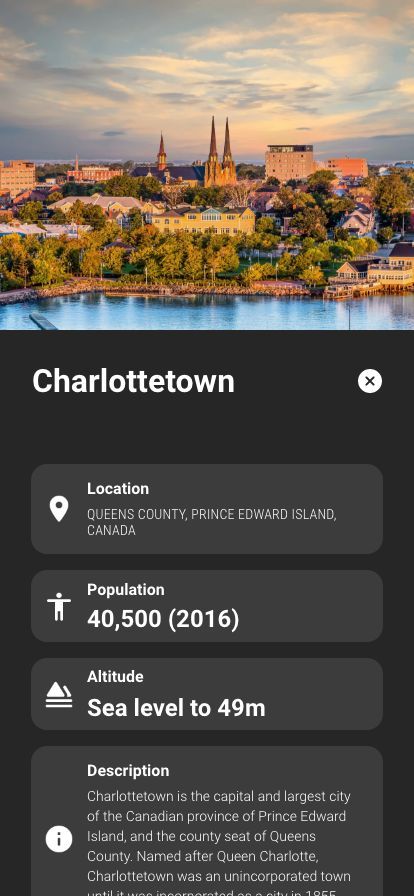 Charlottetown
Location
QUEENS COUNTY, PRINCE EDWARD ISLAND,
CANADA
Population
40,500 (2016)
Altitude
Sea level to 49m
Description
Charlottetown is the capital and largest city
of the Canadian province of Prince Edward
Island, and the county seat of Queens
County. Named after Queen Charlotte,
Charlottetown was an unincorporated town
until it was incorporated as a city in 1855